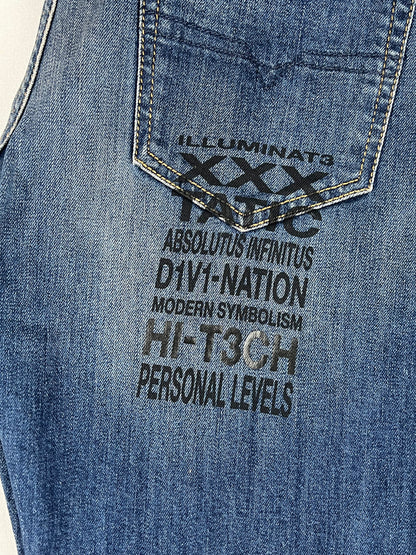 ILLUMINAT3
XXX
TATIC
ABSOLUTUS INFINITUS
D1V1-NATION
MODERN SYMBOLISM
HI-T3CH
PERSONAL LEVELS